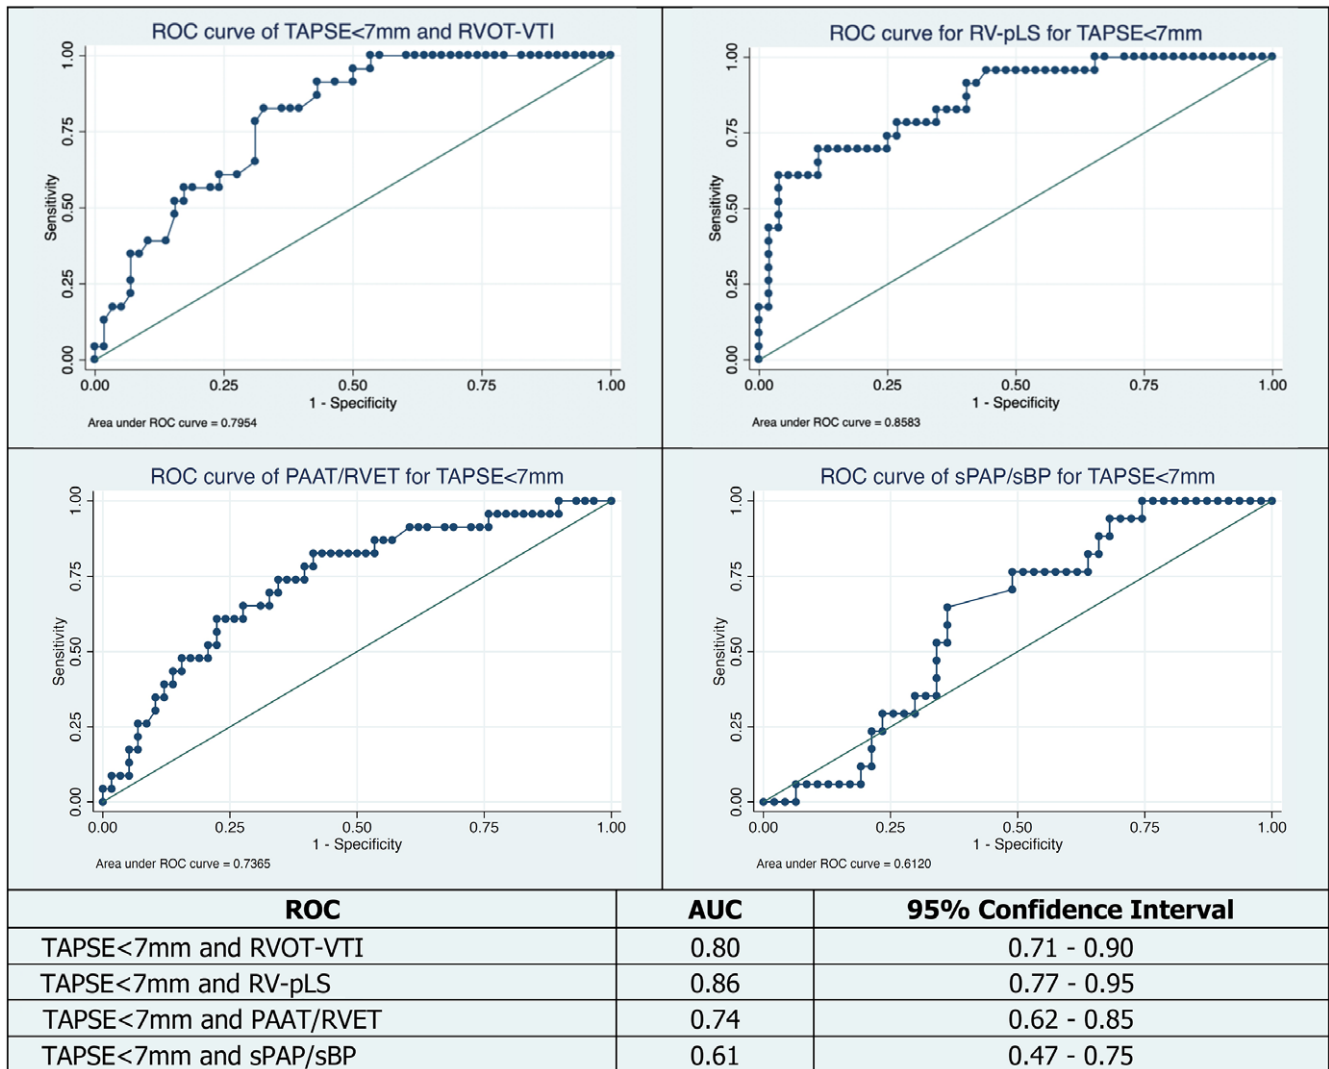 ROC curve of TAPSE<7mm and RVOT-VTI
1.00
0.75
0.50
0.25
0.00
Sensitivity
0.00 0.25 0.50 0.75 1.00
1 - Specificity
Area under ROC curve = 0.7954
ROC curve for RV-pLS for TAPSE<7mm
1.00
0.75
0.50
0.25
0.00
Sensitivity
0.00 0.25 0.50 0.75 1.00
1 - Specificity
Area under ROC curve = 0.8583
ROC curve of PAAT/RVET for TAPSE<7mm
1.00
0.75
0.50
0.25
0.00
Sensitivity
0.00 0.25 0.50 0.75 1.00
1 - Specificity
Area under ROC curve = 0.7365
ROC curve of sPAP/sBP for TAPSE<7mm
1.00
0.75
0.50
0.25
0.00
Sensitivity
0.00 0.25 0.50 0.75 1.00
1 - Specificity
Area under ROC curve = 0.6120
ROC AUC 95% Confidence Interval
TAPSE<7mm and RVOT-VTI 0.80 0.71 - 0.90
TAPSE<7mm and RV-pLS 0.86 0.77 - 0.95
TAPSE<7mm and PAAT/RVET 0.74 0.62 - 0.85
TAPSE<7mm and sPAP/sBP 0.61 0.47 - 0.75